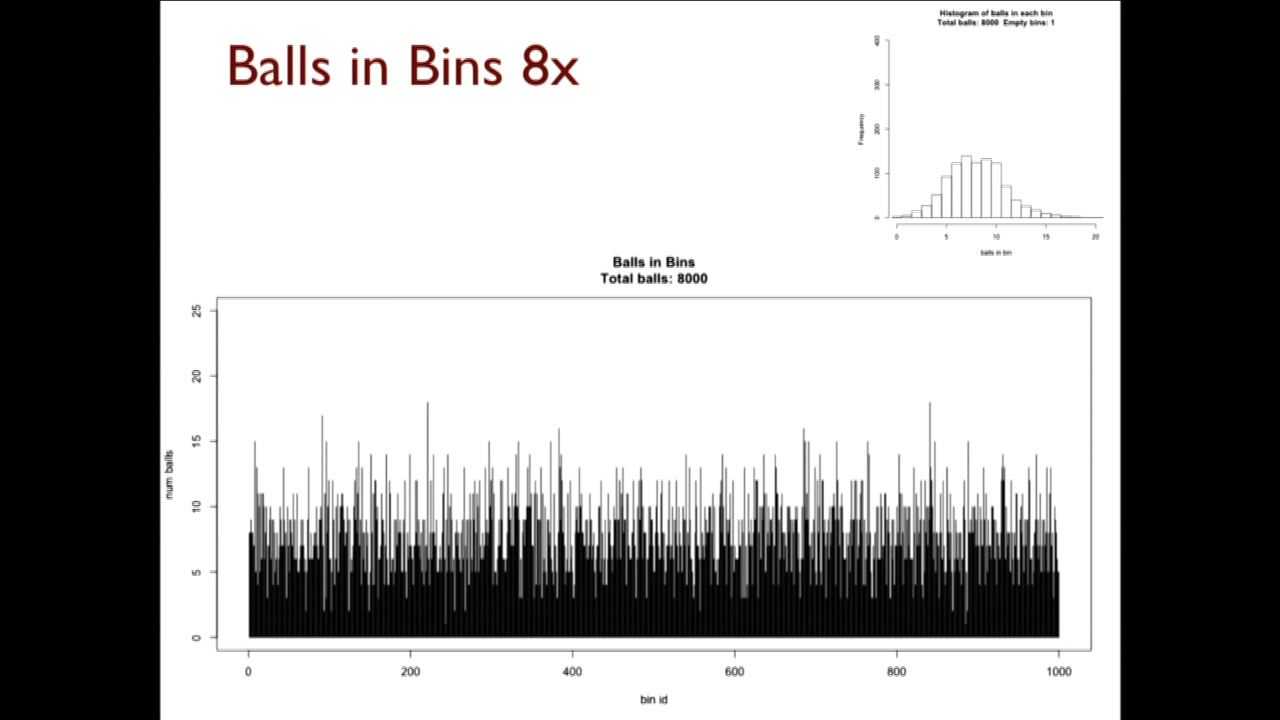 Balls in Bins 8x
Histogram of balls in each bin
Total balls: 8000 Empty bins: 1
400
300
200
100
0
Frequency
0 5 10 15 20
balls in bin
Balls in Bins
Total balls: 8000
25
20
15
10
5
0
num balls
0 200 400 600 800 1000
bin id